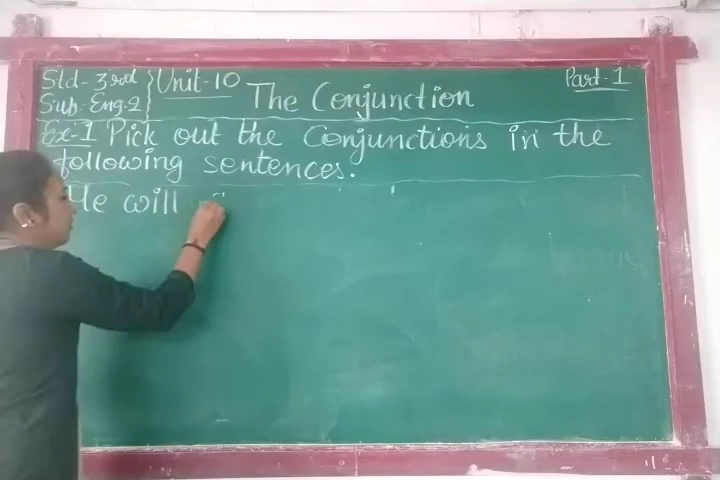 Std - 3rd Unit - 10 Part - 1
Sub - Eng-2 The Conjunction
Ex-1 Pick out the Conjunctions in the
following sentences.
He will